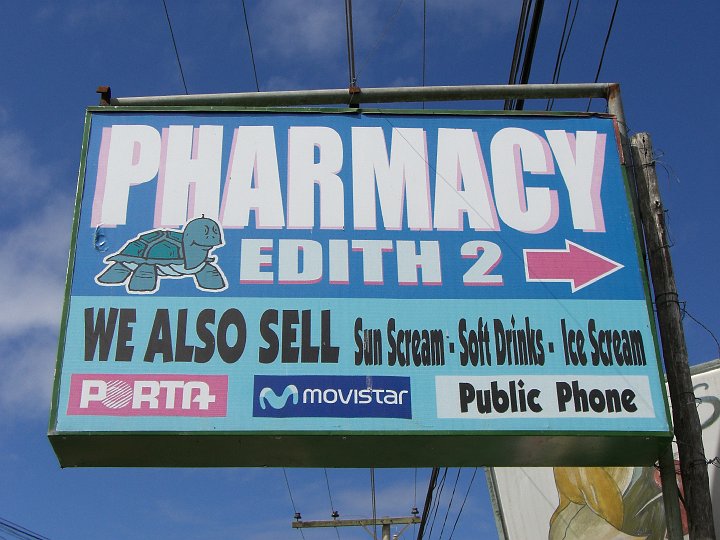 PHARMACY
EDITH 2
WE ALSO SELL Sun Scream - Soft Drinks - Ice Scream
PORTA movistar Public Phone